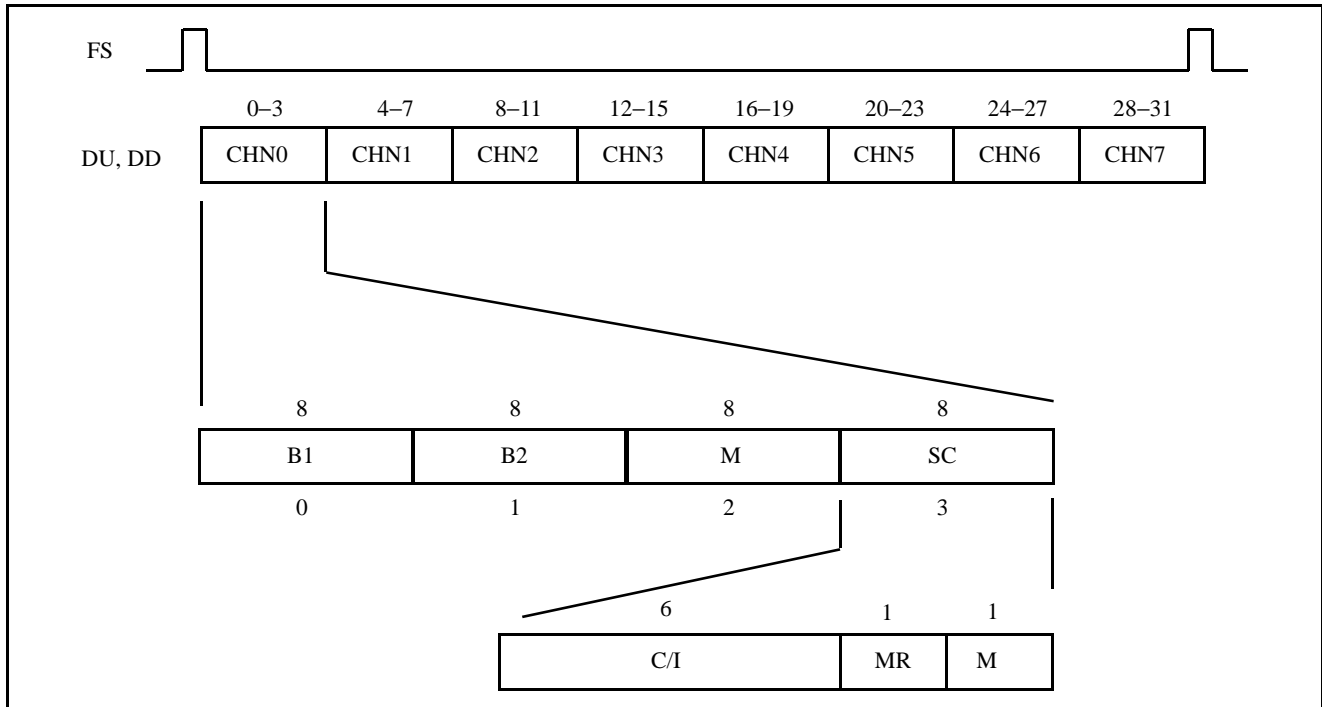 FS
0–3 4–7 8–11 12–15 16–19 20–23 24–27 28–31
DU, DD CHN0 CHN1 CHN2 CHN3 CHN4 CHN5 CHN6 CHN7
8 8 8 8
B1 B2 M SC
0 1 2 3
6 1 1
C/I MR M